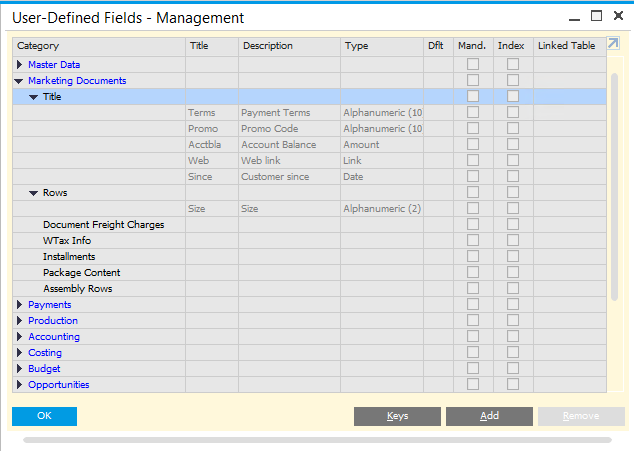 User-Defined Fields - Management
Category Title Description Type Dflt Mand. Index Linked Table
Master Data
Marketing Documents
Title
Terms Payment Terms Alphanumeric (10
Promo Promo Code Alphanumeric (10
Acctbla Account Balance Amount
Web Web link Link
Since Customer since Date
Rows
Size Size Alphanumeric (2)
Document Freight Charges
WTax Info
Installments
Package Content
Assembly Rows
Payments
Production
Accounting
Costing
Budget
Opportunities
OK Keys Add Remove